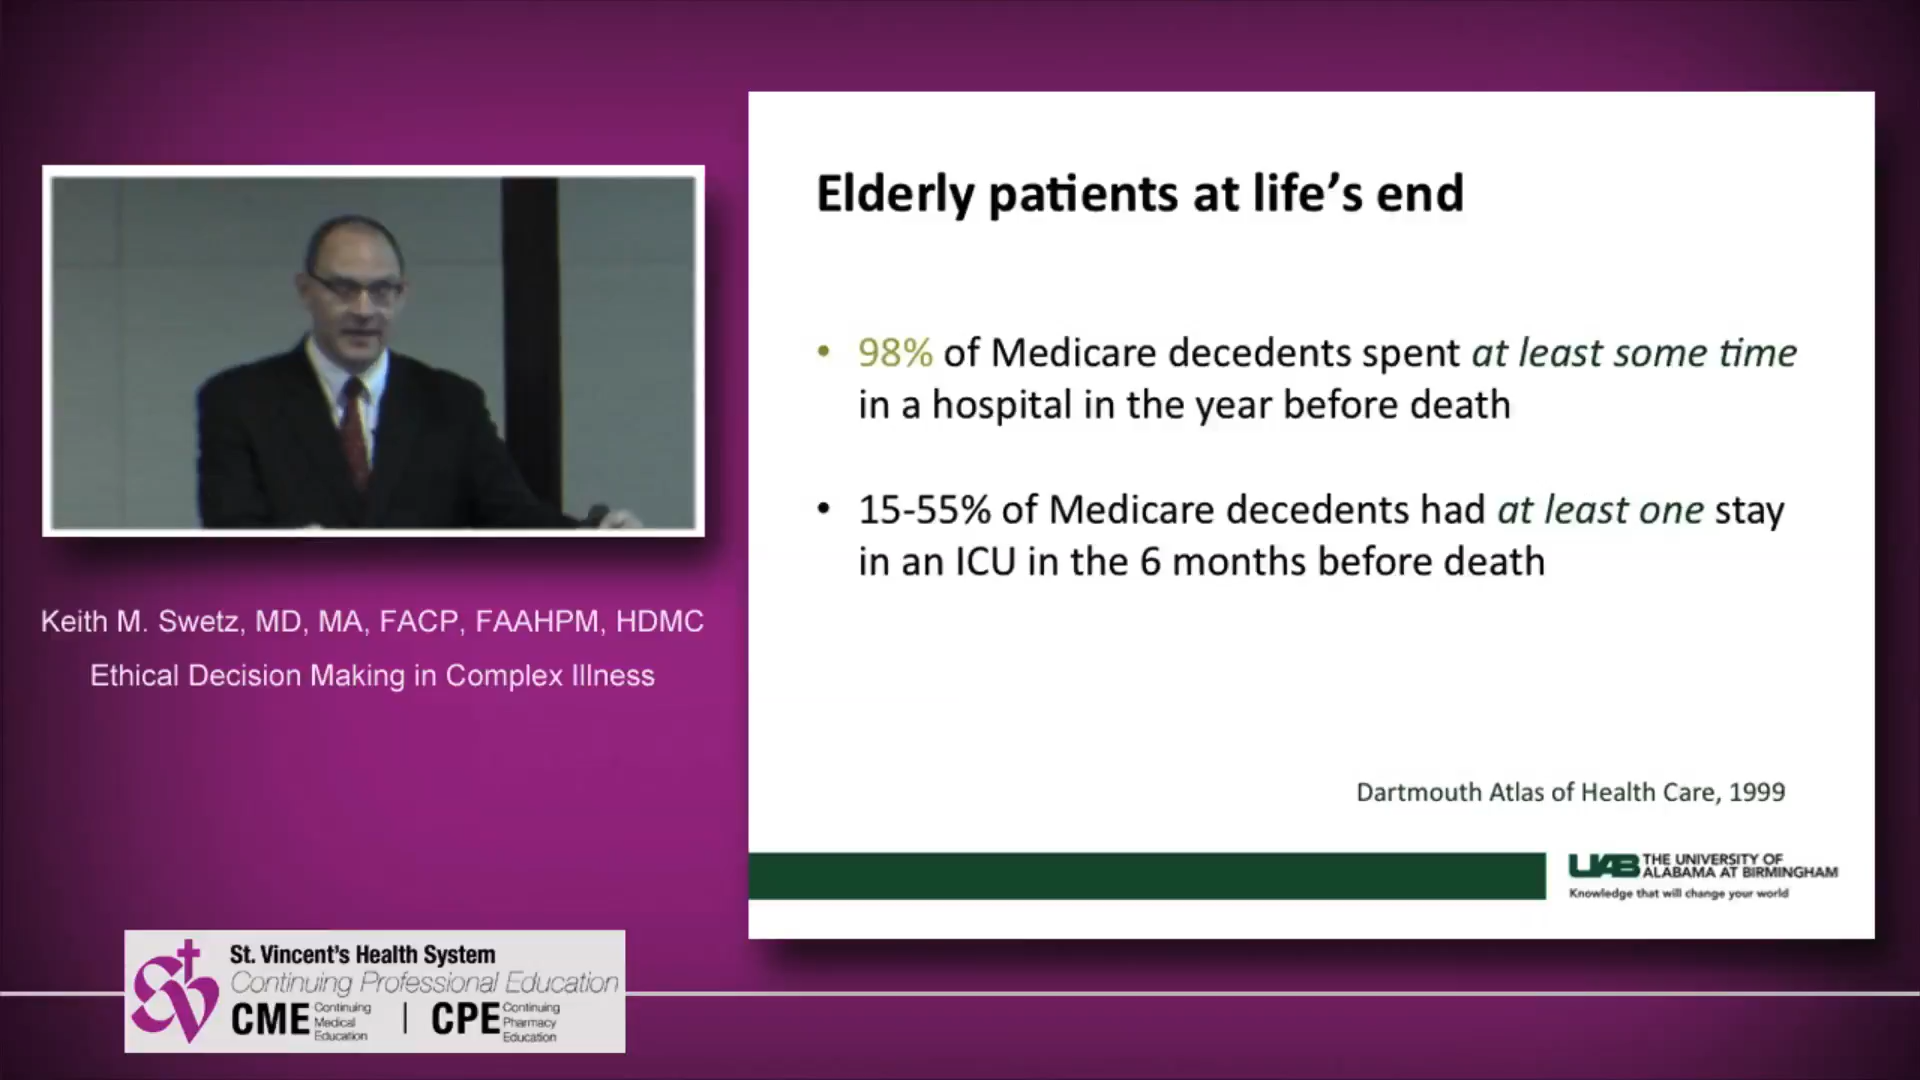 Elderly patients at life's end
• 98% of Medicare decedents spent at least some time
in a hospital in the year before death
• 15-55% of Medicare decedents had at least one stay
in an ICU in the 6 months before death
Dartmouth Atlas of Health Care, 1999
UAB THE UNIVERSITY OF
ALABAMA AT BIRMINGHAM
Knowledge that will change your world
Keith M. Swetz, MD, MA, FACP, FAAHPM, HDMC
Ethical Decision Making in Complex Illness
St. Vincent's Health System
Continuing Professional Education
CME Continuing Medical Education | CPE Continuing Pharmacy Education